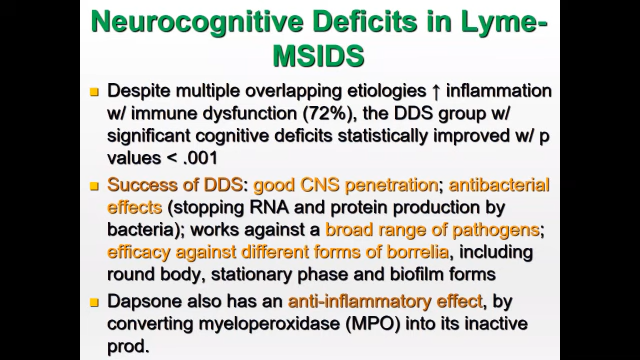 Neurocognitive Deficits in Lyme-
MSIDS
Despite multiple overlapping etiologies ↑ inflammation
w/ immune dysfunction (72%), the DDS group w/
significant cognitive deficits statistically improved w/ p
values < .001
Success of DDS: good CNS penetration; antibacterial
effects (stopping RNA and protein production by
bacteria); works against a broad range of pathogens;
efficacy against different forms of borrelia, including
round body, stationary phase and biofilm forms
Dapsone also has an anti-inflammatory effect, by
converting myeloperoxidase (MPO) into its inactive
prod.